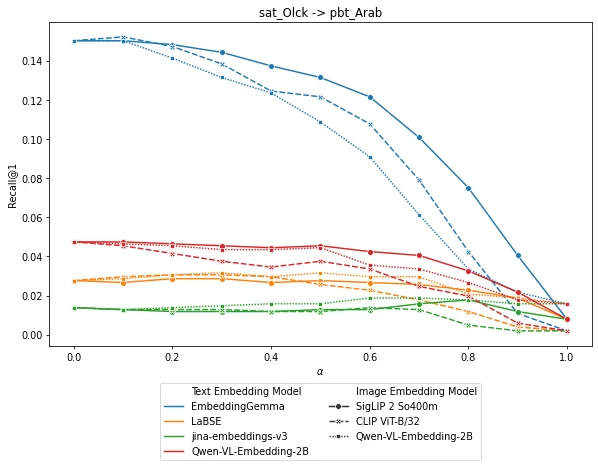 sat_Olck -> pbt_Arab
Recall@1
0.14
0.12
0.10
0.08
0.06
0.04
0.02
0.00
0.0 0.2 0.4 0.6 0.8 1.0
α
Text Embedding Model Image Embedding Model
EmbeddingGemma SigLIP 2 So400m
LaBSE CLIP ViT-B/32
jina-embeddings-v3 Qwen-VL-Embedding-2B
Qwen-VL-Embedding-2B